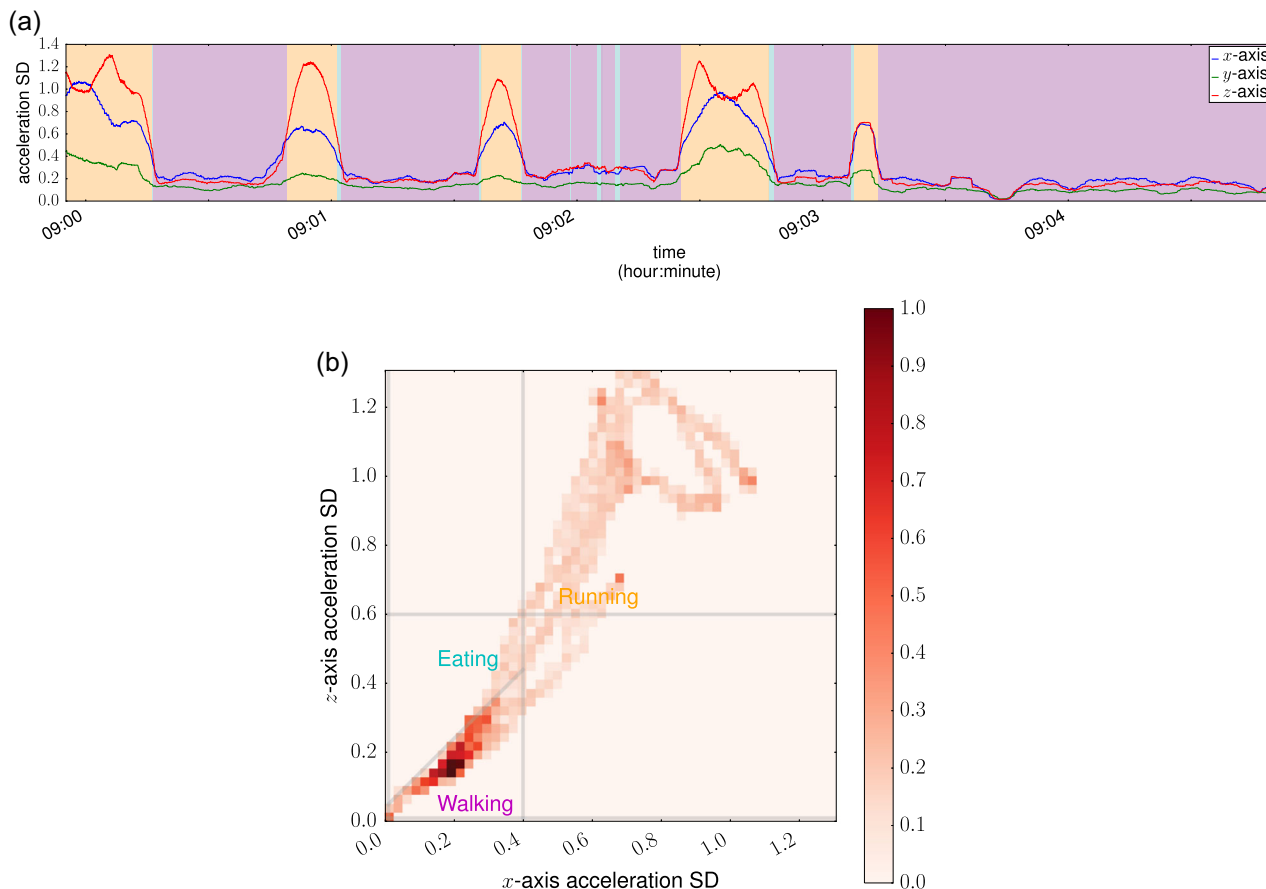 (a)
1.4
1.2
1.0
0.8
0.6
0.4
0.2
0.0
acceleration SD
x-axis
y-axis
z-axis
09:00
09:01
09:02
09:03
09:04
time
(hour:minute)
(b)
1.2
1.0
0.8
0.6
0.4
0.2
0.0
z-axis acceleration SD
Running
Eating
Walking
0.0
0.2
0.4
0.6
0.8
1.0
1.2
x-axis acceleration SD
1.0
0.9
0.8
0.7
0.6
0.5
0.4
0.3
0.2
0.1
0.0